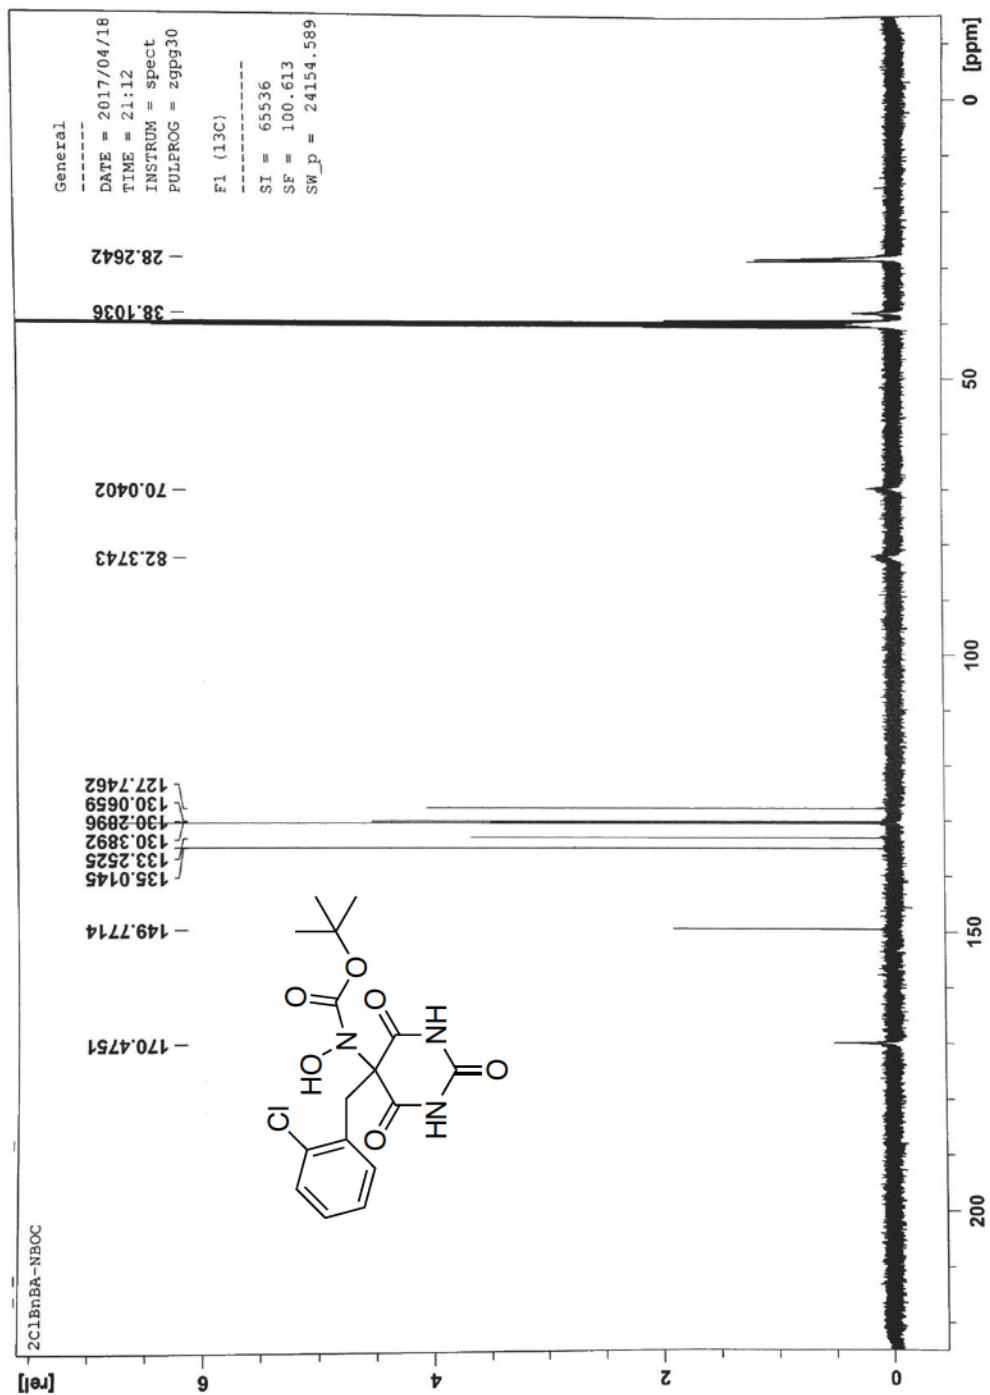 2ClBnBA-NBOC
General
-------
DATE = 2017/04/18
TIME = 21:12
INSTRUM = spect
PULPROG = zgpg30
F1 (13C)
------------
SI = 65536
SF = 100.613
SW_p = 24154.589
170.4751
149.7714
135.0145
133.2525
130.3892
130.2896
130.0659
127.7462
82.3743
70.0402
38.1036
28.2642
Cl
HO
N
O
O
O
O
HN
NH
O
[rel]
6
4
2
0
200
150
100
50
0
[ppm]